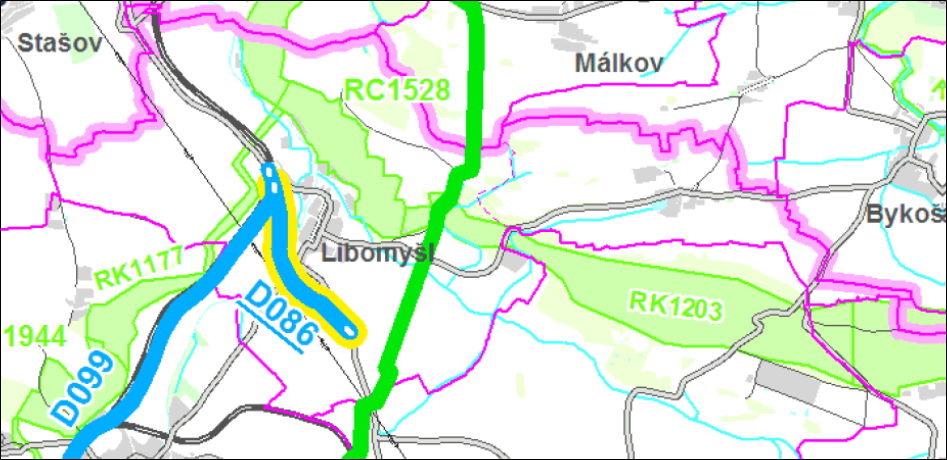 Stašov
Málkov
RC1528
Bykoš
Libomyšl
RK1177
RK1203
D086
1944
D099